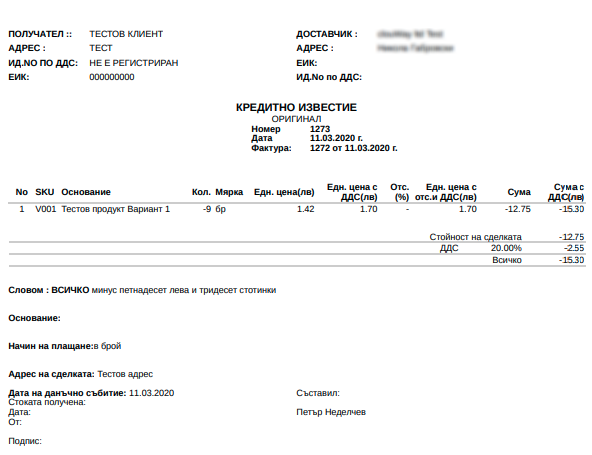 ПОЛУЧАТЕЛ :: ТЕСТОВ КЛИЕНТ ДОСТАВЧИК :
АДРЕС : ТЕСТ АДРЕС :
ИД.NO ПО ДДС: НЕ Е РЕГИСТРИРАН ЕИК:
ЕИК: 000000000 ИД.No по ДДС:
КРЕДИТНО ИЗВЕСТИЕ
ОРИГИНАЛ
Номер 1273
Дата 11.03.2020 г.
Фактура: 1272 от 11.03.2020 г.
No SKU Основание Кол. Мярка Едн. цена(лв) Едн. цена с ДДС(лв) Отс. (%) Едн. цена с отс.и ДДС(лв) Сума Сума с ДДС(лв)
1 V001 Тестов продукт Вариант 1 -9 бр 1.42 1.70 - 1.70 -12.75 -15.30
Стойност на сделката -12.75
ДДС 20.00% -2.55
Всичко -15.30
Словом : ВСИЧКО минус петнадесет лева и тридесет стотинки
Основание:
Начин на плащане:в брой
Адрес на сделката: Тестов адрес
Дата на данъчно събитие: 11.03.2020 Съставил:
Стоката получена:
Дата: Петър Неделчев
От:
Подпис: